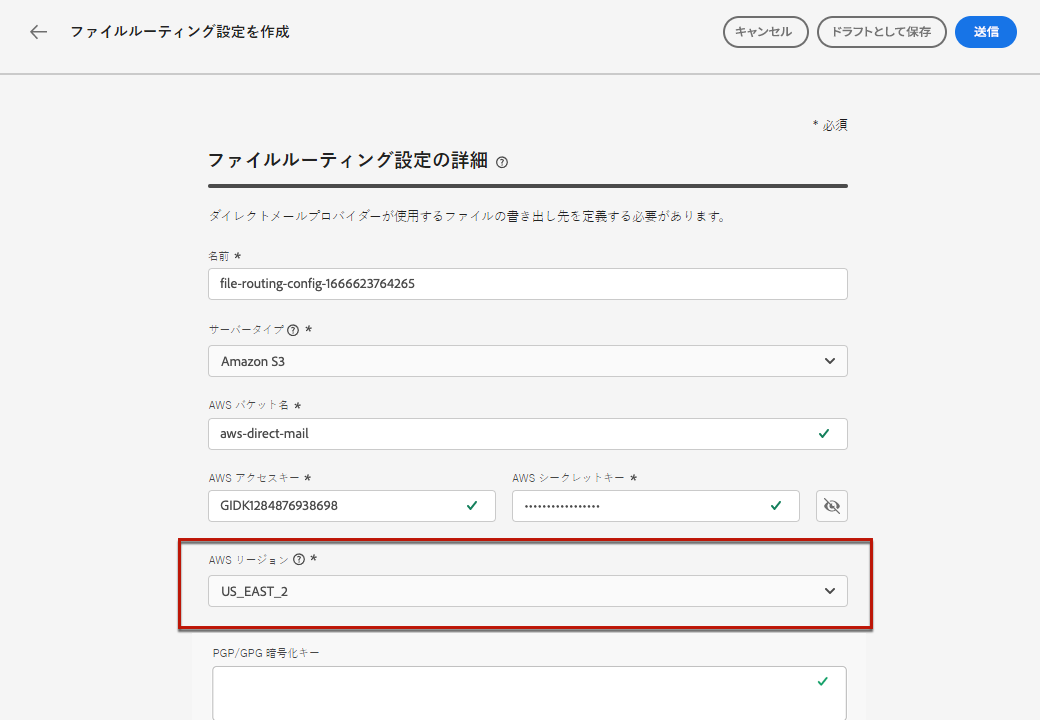 ファイルルーティング設定を作成
キャンセル
ドラフトとして保存
送信
* 必須
ファイルルーティング設定の詳細
ダイレクトメールプロバイダーが使用するファイルの書き出し先を定義する必要があります。
名前 *
file-routing-config-1666623764265
サーバータイプ *
Amazon S3
AWS バケット名 *
aws-direct-mail
AWS アクセスキー * AWS シークレットキー *
GIDK1284876938698 •••••••••••••••••
AWS リージョン *
US_EAST_2
PGP/GPG 暗号化キー